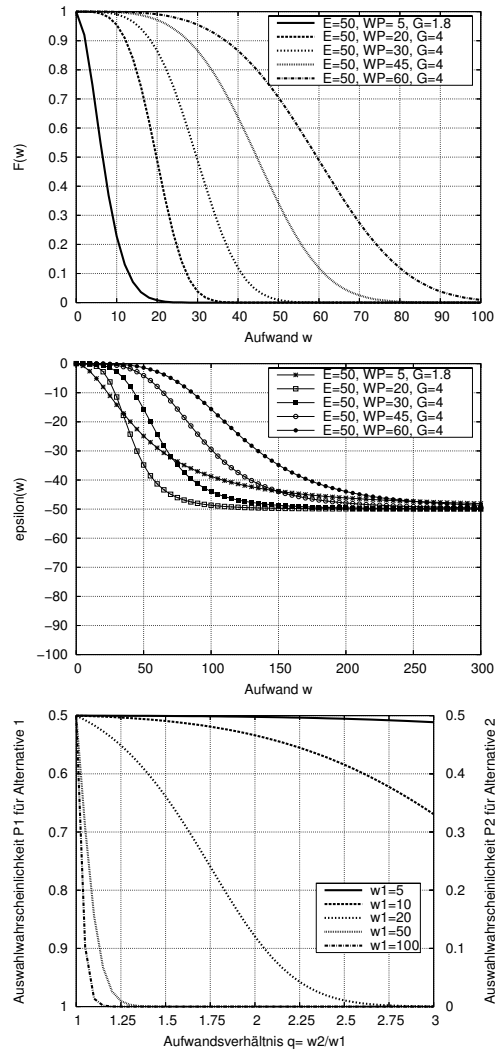 1
0.9
0.8
0.7
0.6
0.5
0.4
0.3
0.2
0.1
0
F(w)
E=50, WP= 5, G=1.8
E=50, WP=20, G=4
E=50, WP=30, G=4
E=50, WP=45, G=4
E=50, WP=60, G=4
0 10 20 30 40 50 60 70 80 90 100
Aufwand w
0
−10
−20
−30
−40
−50
−60
−70
−80
−90
−100
epsilon(w)
E=50, WP= 5, G=1.8
E=50, WP=20, G=4
E=50, WP=30, G=4
E=50, WP=45, G=4
E=50, WP=60, G=4
0 50 100 150 200 250 300
Aufwand w
Auswahlwahrscheinlichkeit P1 für Alternative 1
0.5
0.6
0.7
0.8
0.9
1
w1=5
w1=10
w1=20
w1=50
w1=100
0.5
0.4
0.3
0.2
0.1
0
Auswahlwahrscheinlichkeit P2 für Alternative 2
1 1.25 1.5 1.75 2 2.25 2.5 2.75 3
Aufwandsverhältnis q= w2/w1